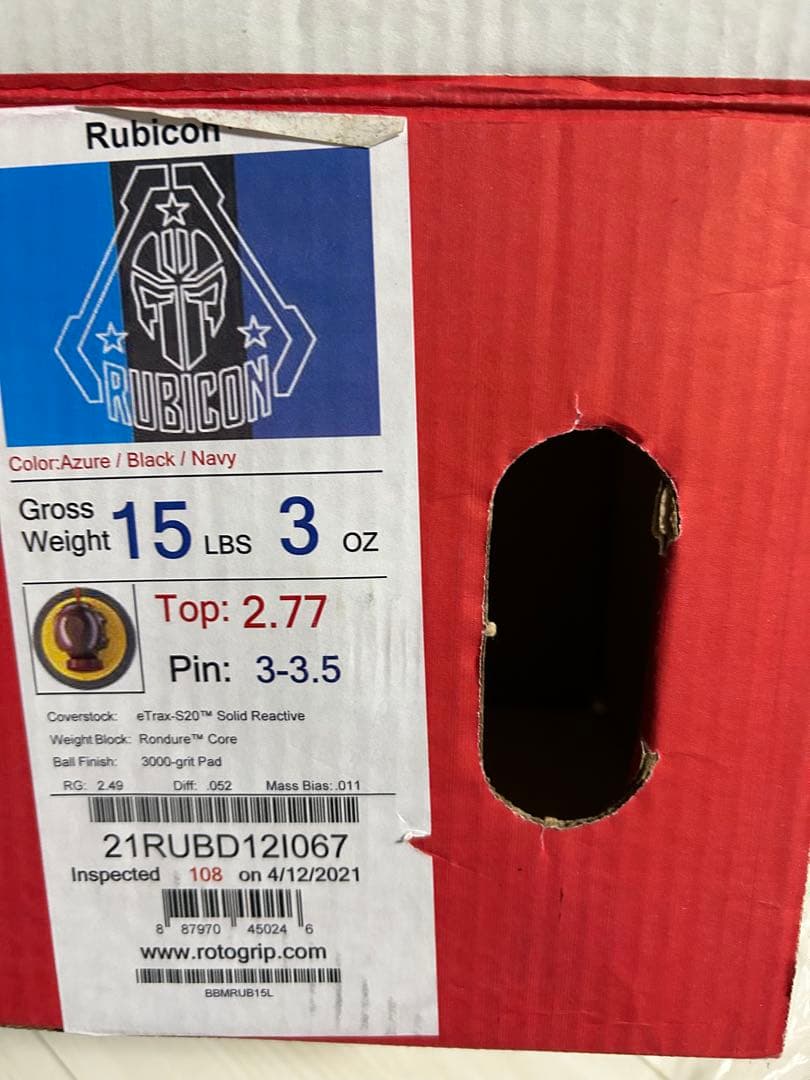 Rubicon
RUBICON
Color:Azure / Black / Navy
Gross Weight 15 LBS 3 OZ
Top: 2.77
Pin: 3-3.5
Coverstock: eTrax-S20™ Solid Reactive
Weight Block: Rondure™ Core
Ball Finish: 3000-grit Pad
RG: 2.49 Diff: .052 Mass Bias: .011
21RUBD12I067
Inspected 108 on 4/12/2021
8 87970 45024 6
www.rotogrip.com
BBMRUB15L